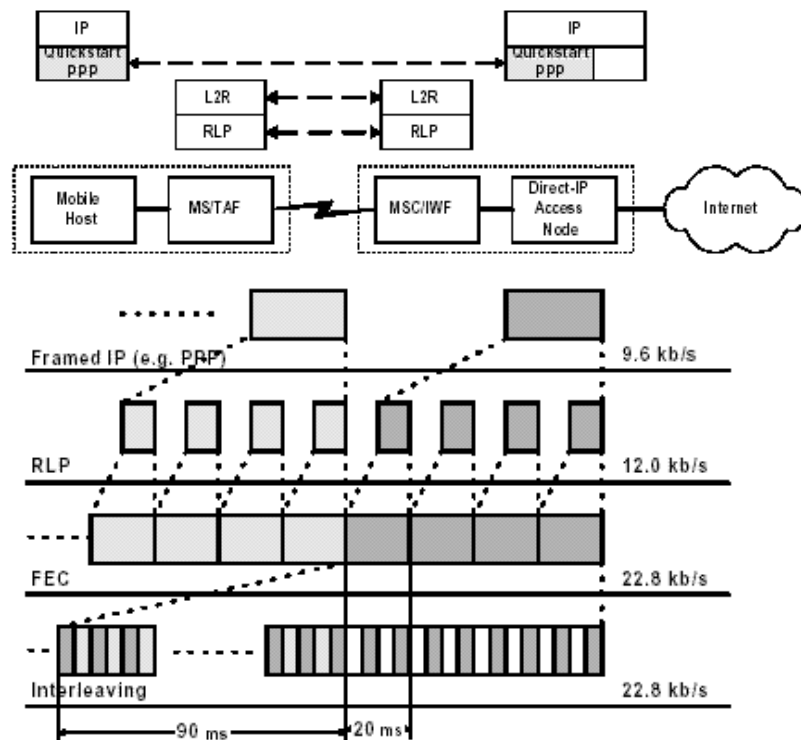 IP
Quickstart
PPP
IP
Quickstart
PPP
L2R
RLP
L2R
RLP
Mobile
Host
MS/TAF
MSC/IWF
Direct-IP
Access
Node
Internet
Framed IP (e.g. PPP)
9.6 kb/s
RLP
12.0 kb/s
FEC
22.8 kb/s
Interleaving
22.8 kb/s
90 ms
20 ms